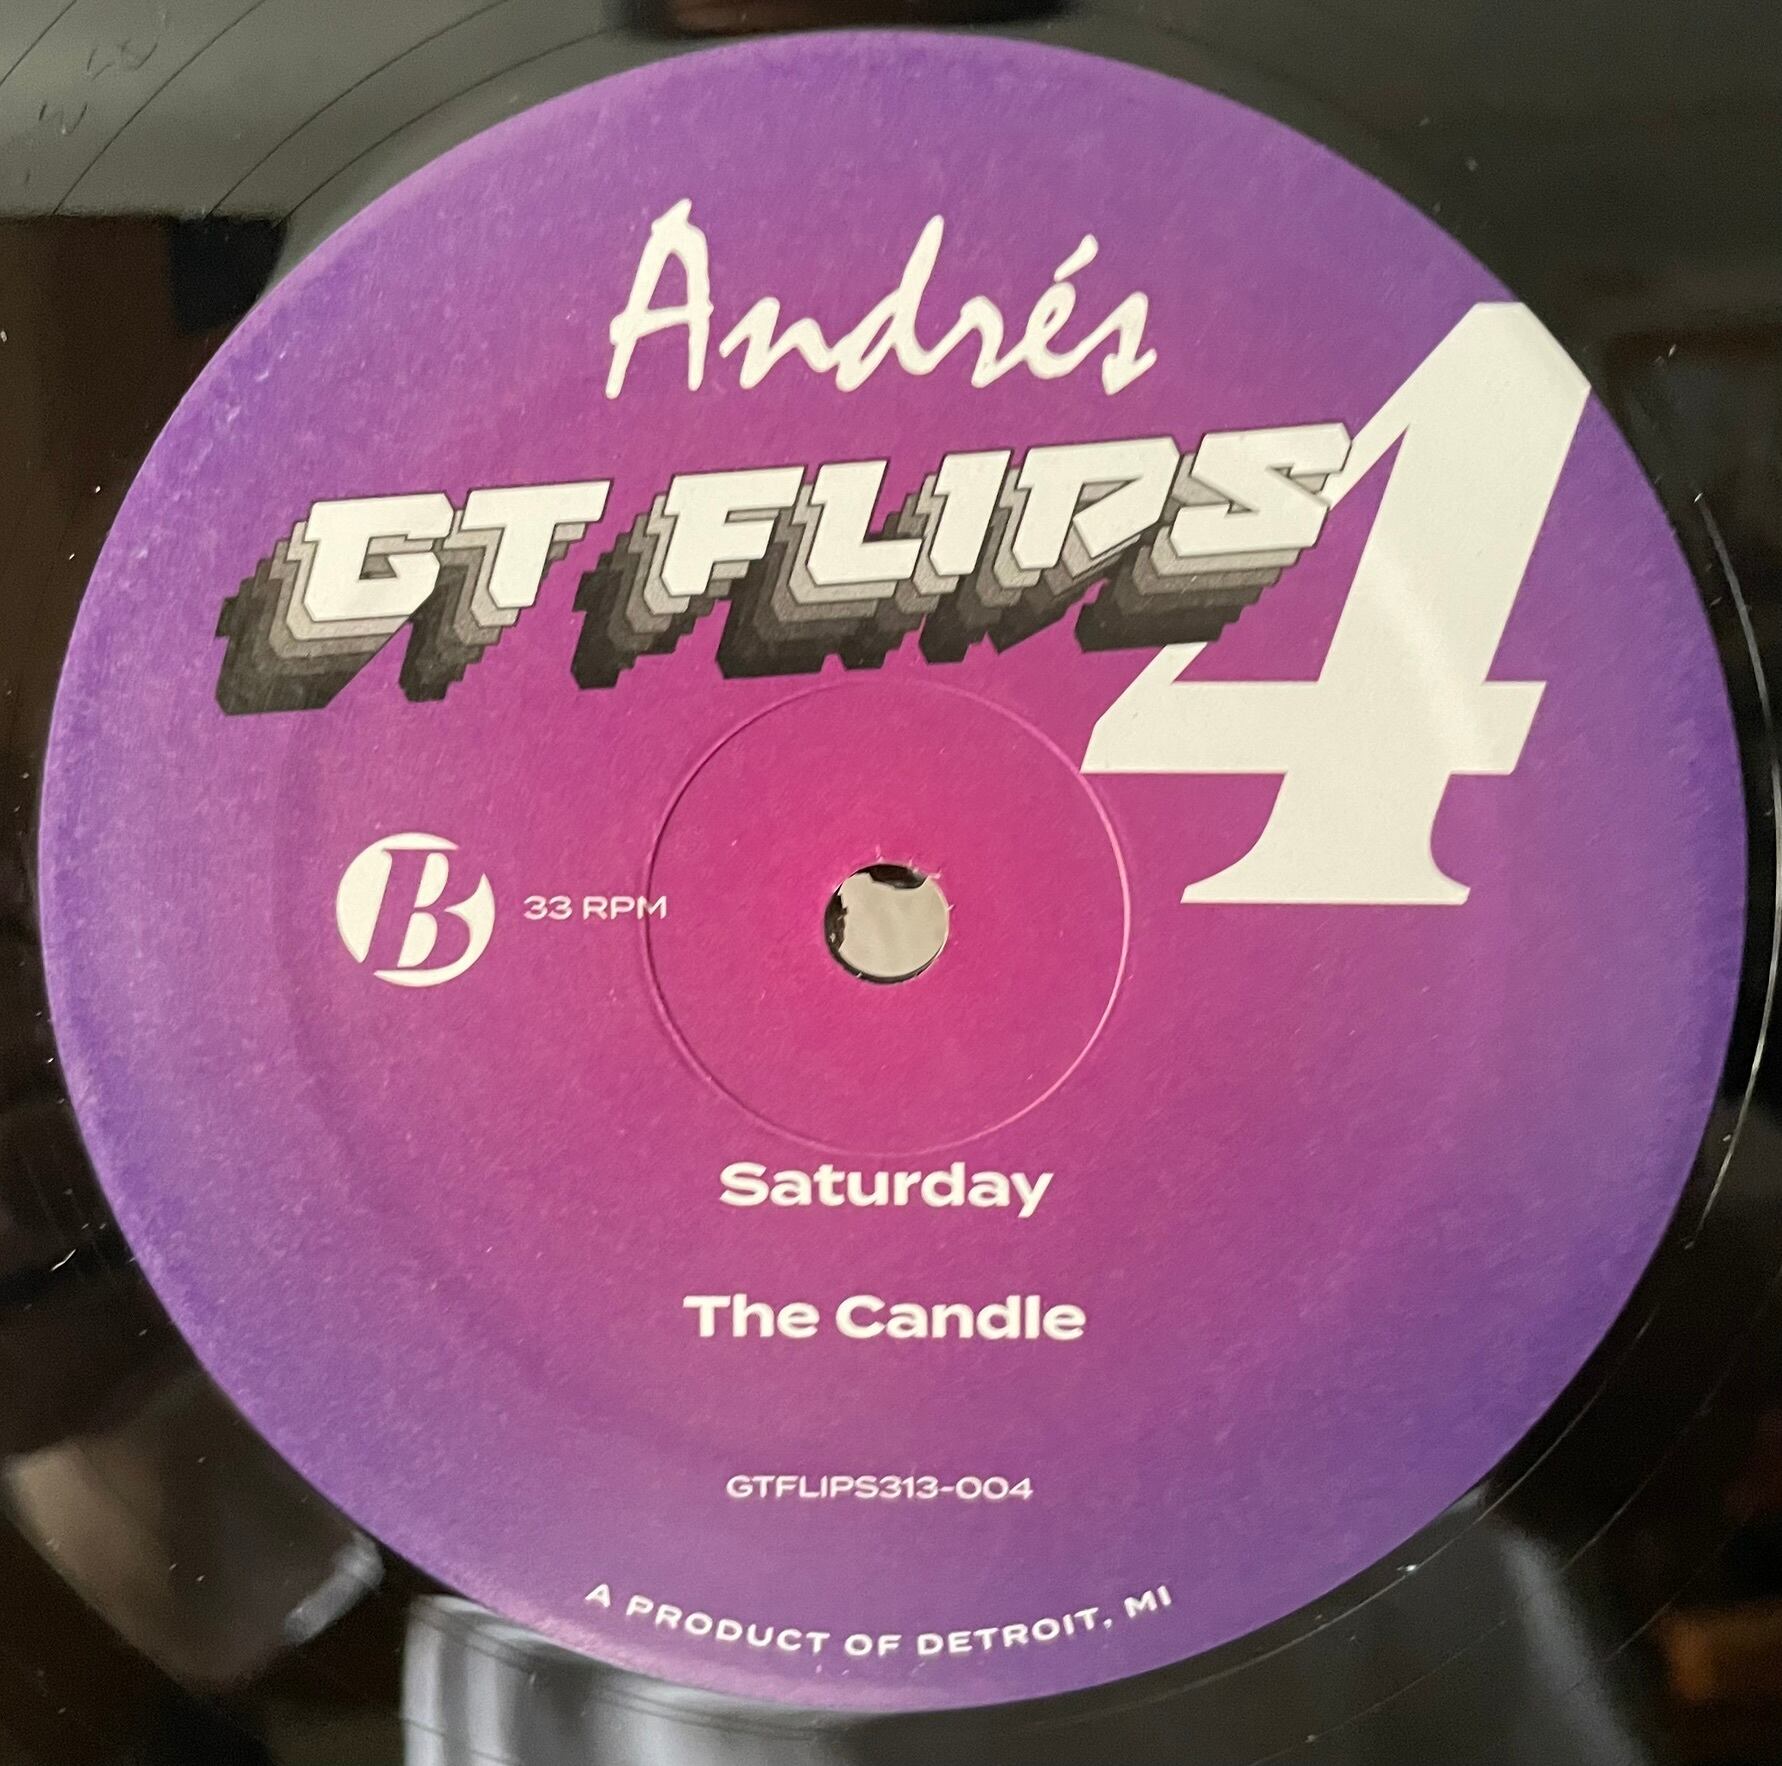 Andrés
GT FLIPS 4
B 33 RPM
Saturday
The Candle
GTFLIPS313-004
A PRODUCT OF DETROIT, MI